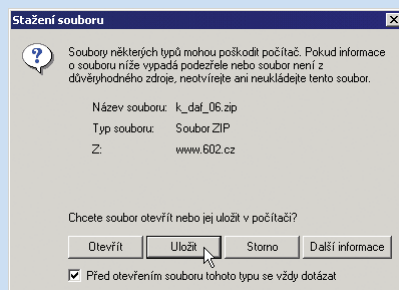 Stažení souboru
Soubory některých typů mohou poškodit počítač. Pokud informace
o souboru níže vypadá podezřele nebo soubor není z
důvěryhodného zdroje, neotvírejte ani neukládejte tento soubor.
Název souboru: k_daf_06.zip
Typ souboru: Soubor ZIP
Z: www.602.cz
Chcete soubor otevřít nebo jej uložit v počítači?
Otevřít Uložit Storno Další informace
Před otevřením souboru tohoto typu se vždy dotázat